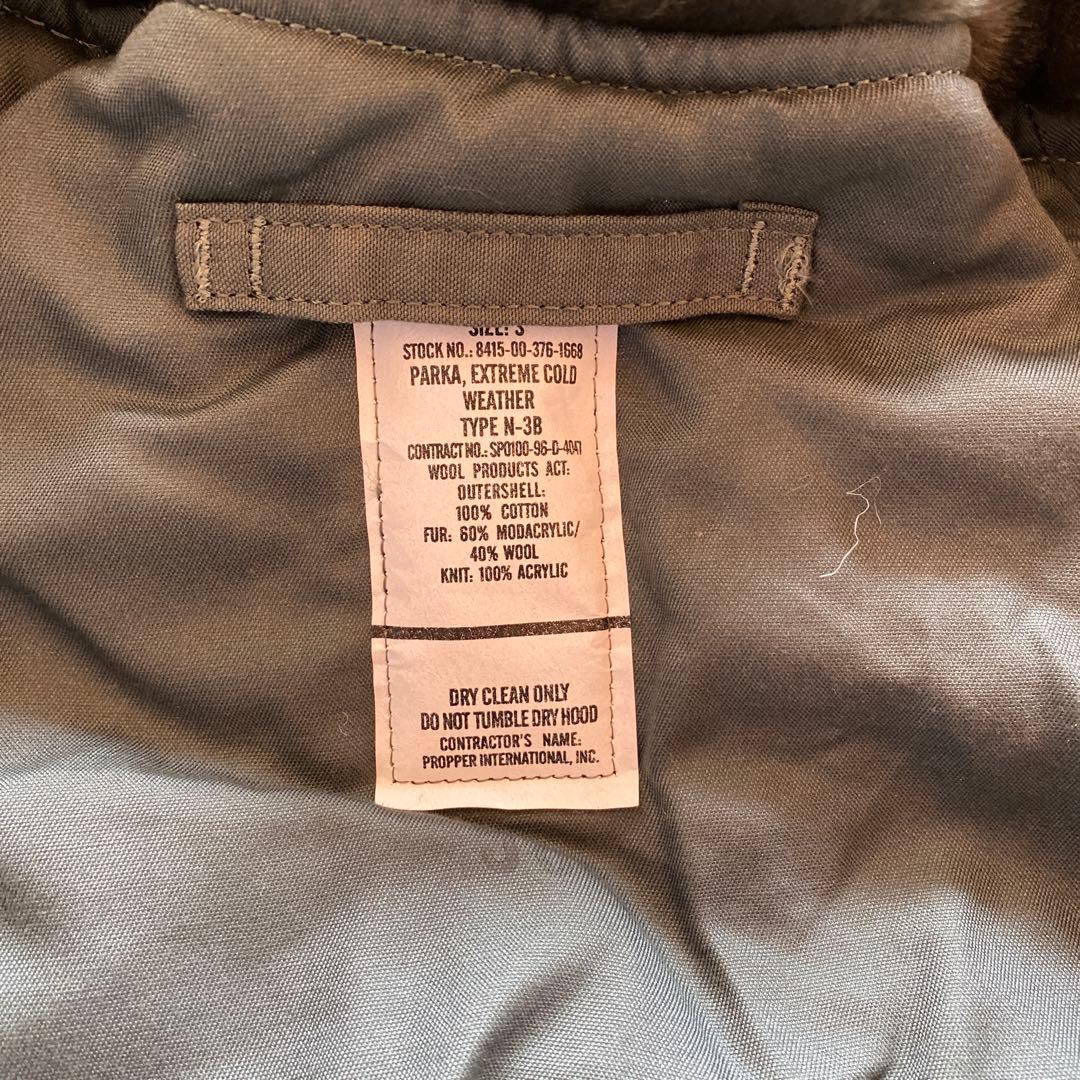 SIZE: S
STOCK NO.: 8415-00-376-1668
PARKA, EXTREME COLD
WEATHER
TYPE N-3B
CONTRACT NO.: SPO100-96-D-4041
WOOL PRODUCTS ACT:
OUTERSHELL:
100% COTTON
FUR: 60% MODACRYLIC/
40% WOOL
KNIT: 100% ACRYLIC
DRY CLEAN ONLY
DO NOT TUMBLE DRY HOOD
CONTRACTOR'S NAME:
PROPPER INTERNATIONAL, INC.